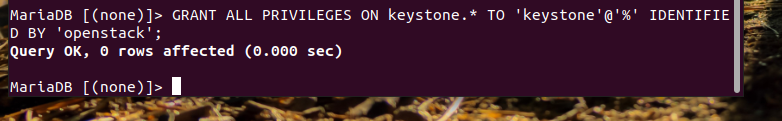 MariaDB [(none)]> GRANT ALL PRIVILEGES ON keystone.* TO 'keystone'@'%' IDENTIFIE
D BY 'openstack';
Query OK, 0 rows affected (0.000 sec)
MariaDB [(none)]>